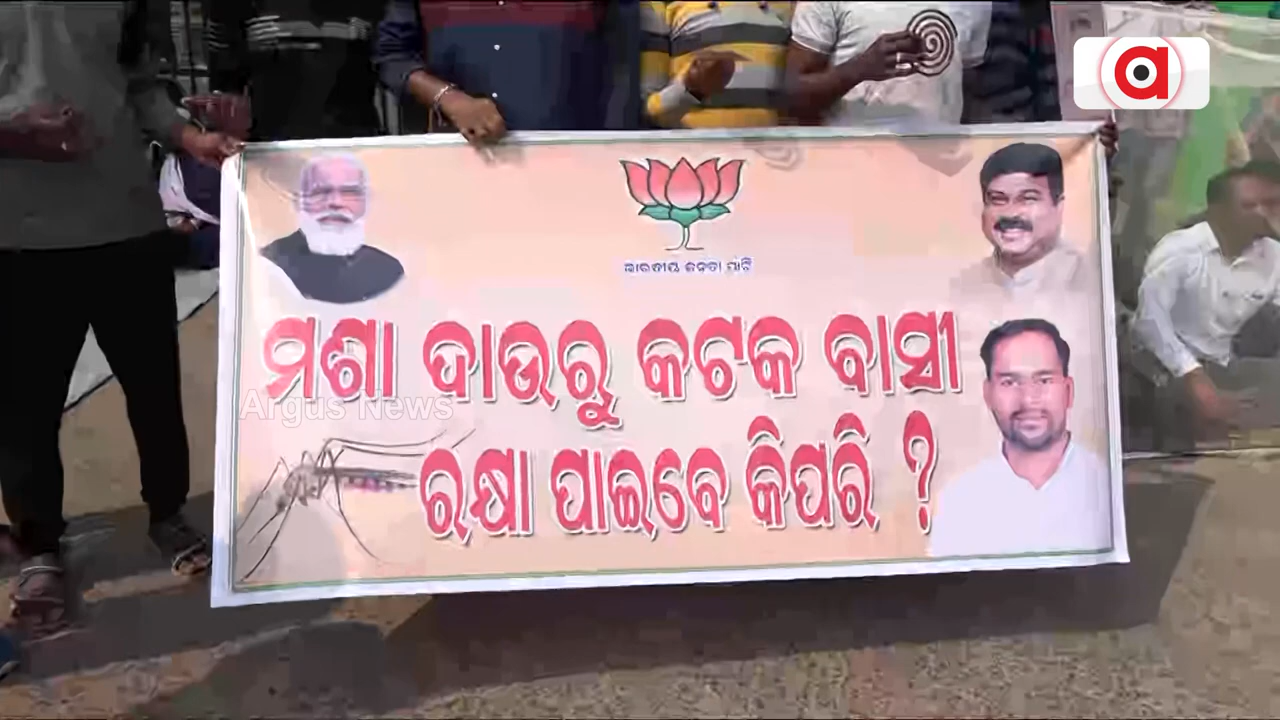 a
ଭାରତୀୟ ଜନତା ପାର୍ଟି
ମଶା ଦାଉରୁ କଟକ ବାସୀ
Argus News
ରକ୍ଷା ପାଇବେ କିପରି ?